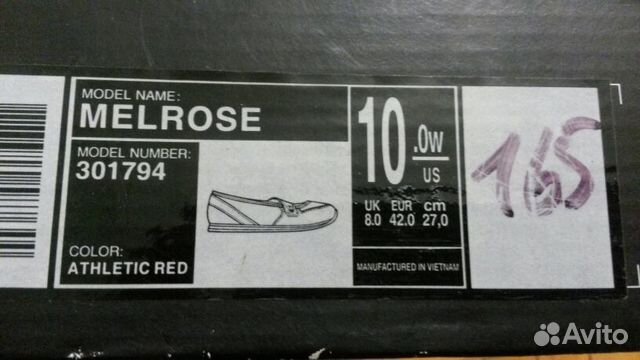 MODEL NAME:
MELROSE
MODEL NUMBER:
301794
COLOR:
ATHLETIC RED
10.0W
US
UK EUR cm
8.0 42.0 27,0
MANUFACTURED IN VIETNAM
165
Avito